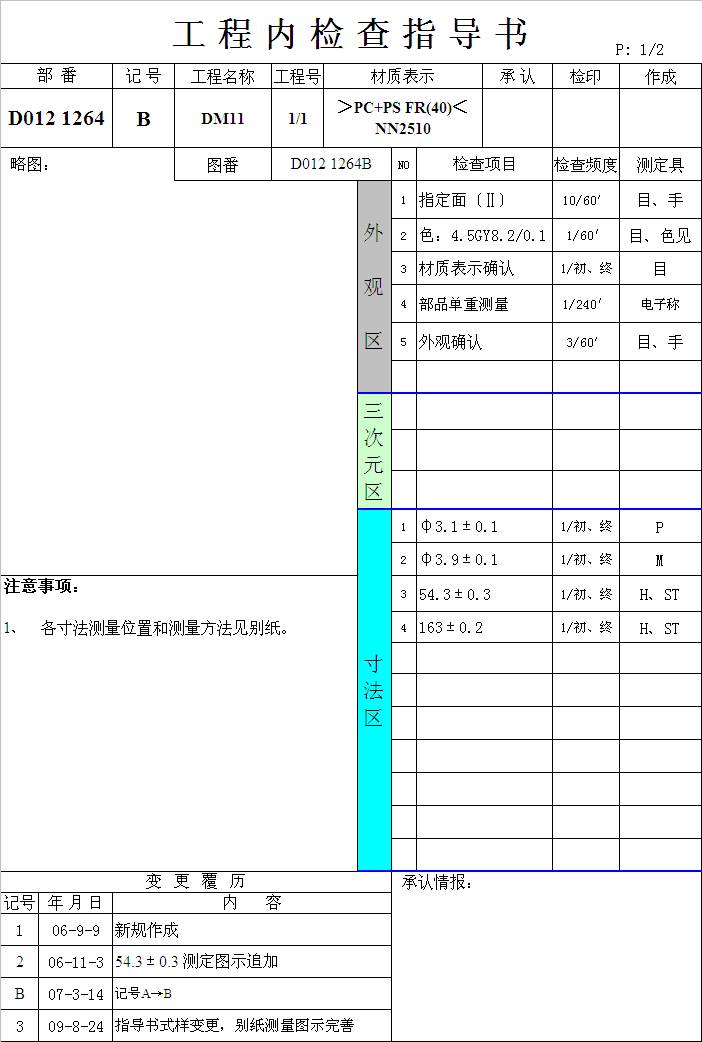 工程内检查指导书
P: 1/2
部番 记号 工程名称 工程号 材质表示 承认 检印 作成
D012 1264 B DM11 1/1 ＞PC+PS FR(40)＜
NN2510
略图: 图番 D012 1264B NO 检查项目 检查频度 测定具
外观区
1 指定面（Ⅱ） 10/60′ 目、手
2 色: 4.5GY8.2/0.1 1/60′ 目、色见
3 材质表示确认 1/初、终 目
4 部品单重测量 1/240′ 电子称
5 外观确认 3/60′ 目、手
三次元区
寸法区
1 φ3.1±0.1 1/初、终 P
2 φ3.9±0.1 1/初、终 M
3 54.3±0.3 1/初、终 H、ST
4 163±0.2 1/初、终 H、ST
注意事项:
1、 各寸法测量位置和测量方法见别纸。
变更履历
记号 年月日 内容
1 06-9-9 新规作成
2 06-11-3 54.3±0.3 测定图示追加
B 07-3-14 记号A→B
3 09-8-24 指导书式样变更，别纸测量图示完善
承认情报: